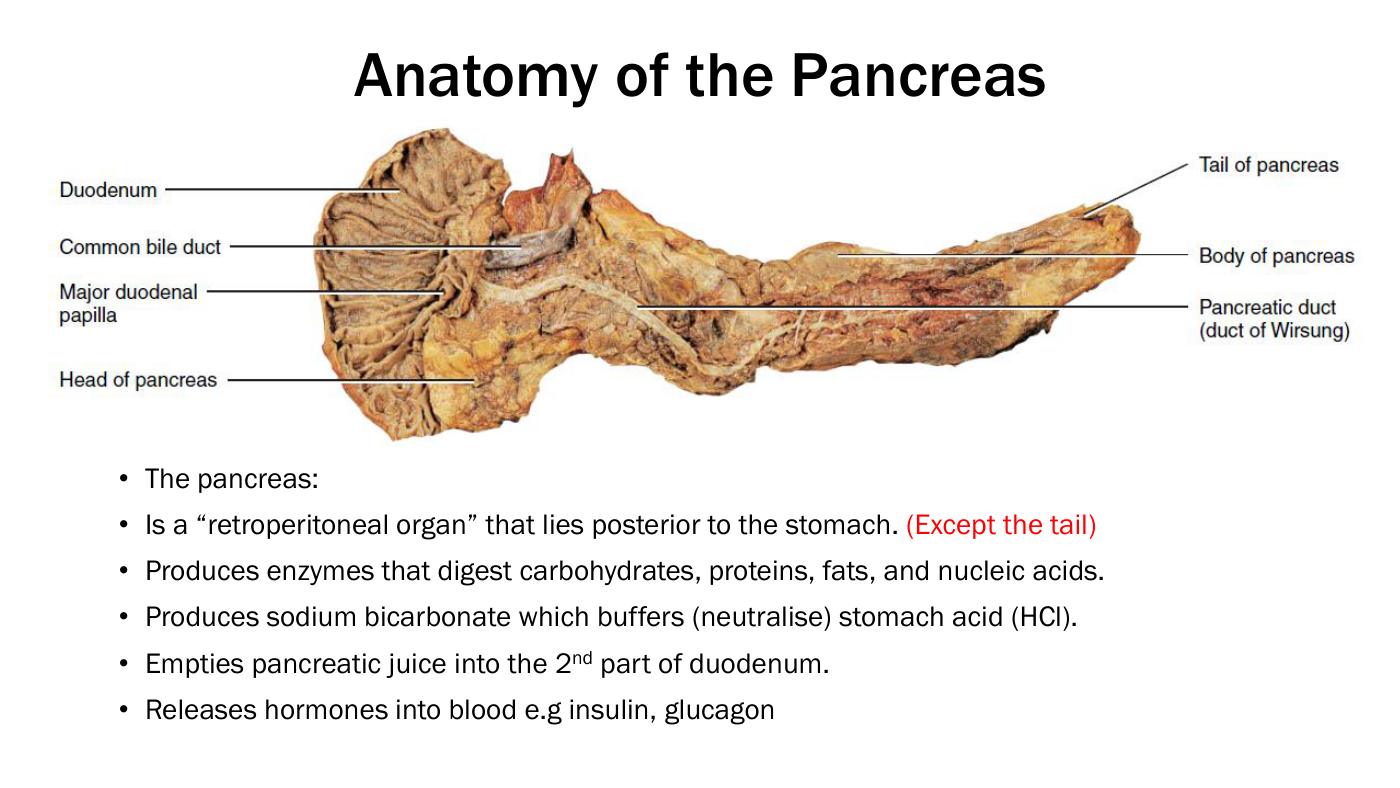 Anatomy of the Pancreas
Duodenum
Common bile duct
Major duodenal
papilla
Head of pancreas
Tail of pancreas
Body of pancreas
Pancreatic duct
(duct of Wirsung)
• The pancreas:
• Is a “retroperitoneal organ” that lies posterior to the stomach. (Except the tail)
• Produces enzymes that digest carbohydrates, proteins, fats, and nucleic acids.
• Produces sodium bicarbonate which buffers (neutralise) stomach acid (HCl).
• Empties pancreatic juice into the 2nd part of duodenum.
• Releases hormones into blood e.g insulin, glucagon